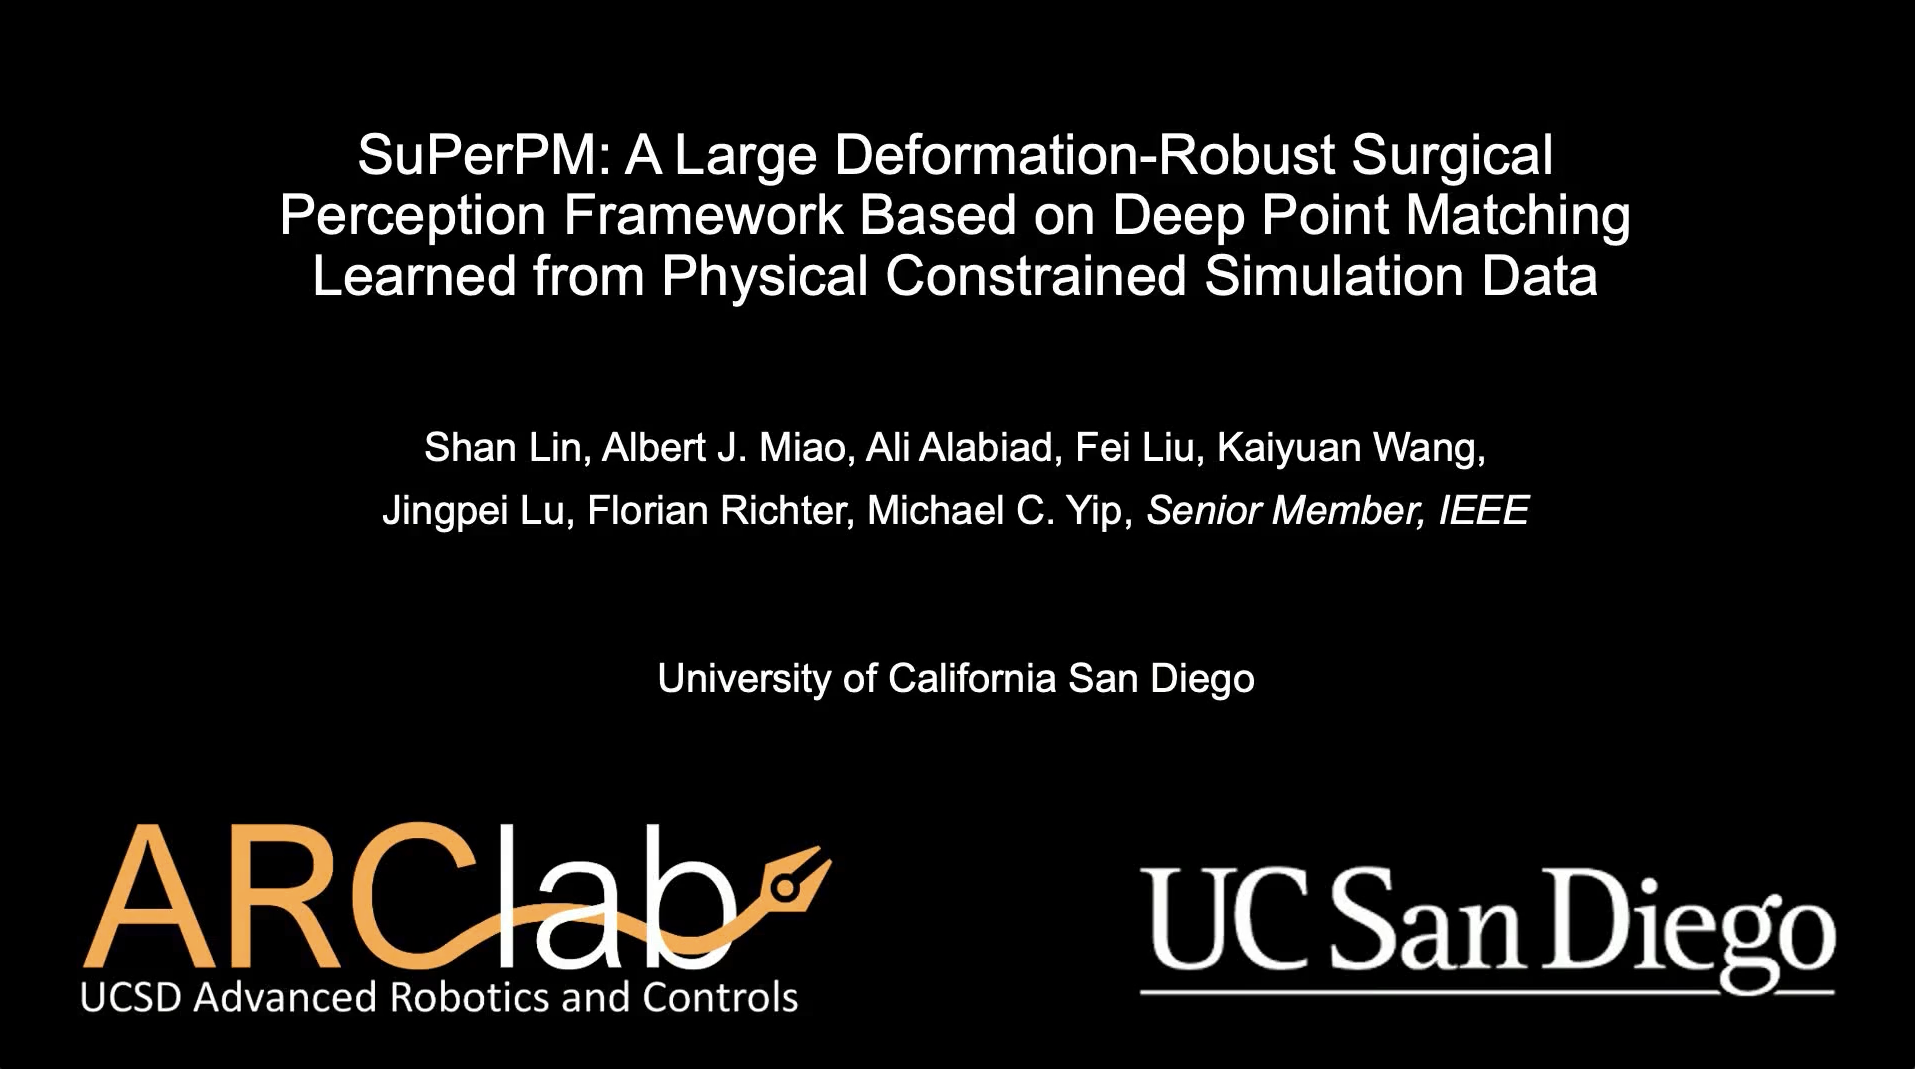 SuPerPM: A Large Deformation-Robust Surgical
Perception Framework Based on Deep Point Matching
Learned from Physical Constrained Simulation Data
Shan Lin, Albert J. Miao, Ali Alabiad, Fei Liu, Kaiyuan Wang,
Jingpei Lu, Florian Richter, Michael C. Yip, Senior Member, IEEE
University of California San Diego
ARClab
UCSD Advanced Robotics and Controls
UC San Diego